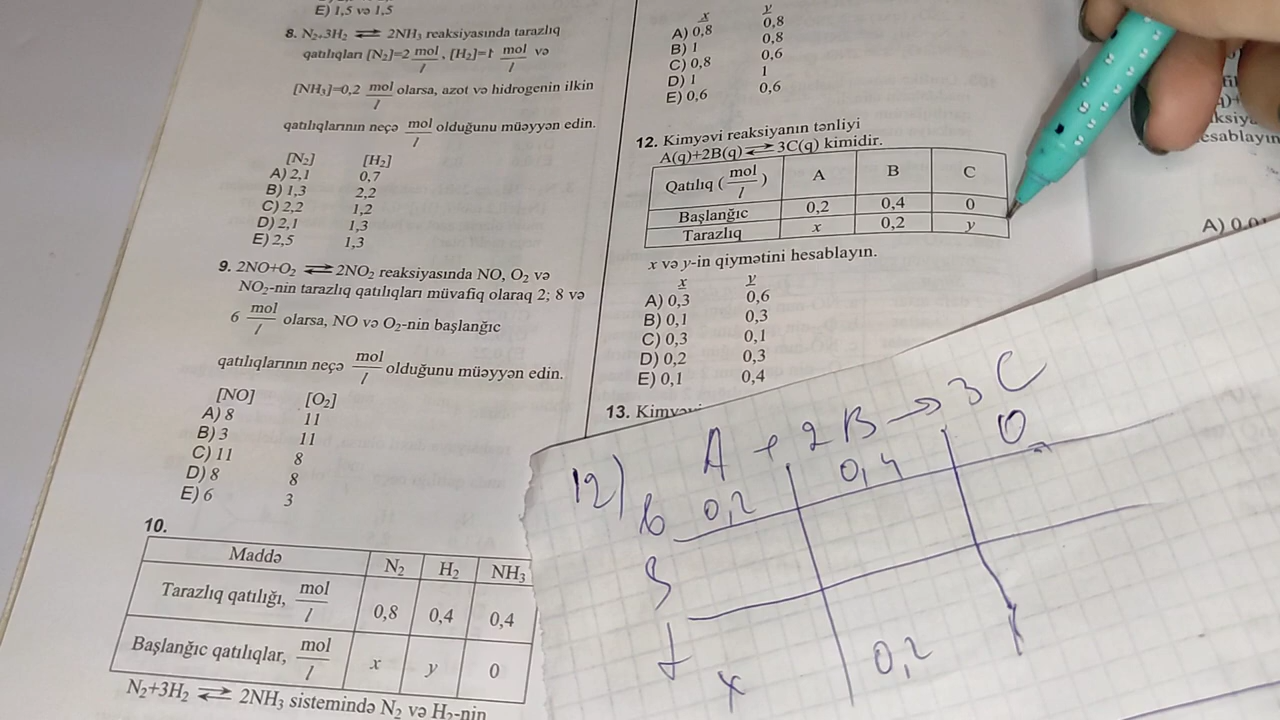 E) 1,5 və 1,5
8. N₂+3H₂ ⇄ 2NH₃ reaksiyasında tarazlıq
qatılıqları [N₂]=2 mol/l, [H₂]=1 mol/l və
[NH₃]=0,2 mol/l olarsa, azot və hidrogenin ilkin
qatılıqlarının neçə mol/l olduğunu müəyyən edin.
[N₂] [H₂]
A) 2,1 0,7
B) 1,3 2,2
C) 2,2 1,2
D) 2,1 1,3
E) 2,5 1,3
9. 2NO+O₂ ⇄ 2NO₂ reaksiyasında NO, O₂ və
NO₂-nin tarazlıq qatılıqları müvafiq olaraq 2; 8 və
6 mol/l olarsa, NO və O₂-nin başlanğıc
qatılıqlarının neçə mol/l olduğunu müəyyən edin.
[NO] [O₂]
A) 8 11
B) 3 11
C) 11 8
D) 8 8
E) 6 3
10.
Maddə N₂ H₂ NH₃
Tarazlıq qatılığı, mol/l 0,8 0,4 0,4
Başlanğıc qatılıqlar, mol/l x y 0
N₂+3H₂ ⇄ 2NH₃ sistemində N₂ və H₂-nin
x y
A) 0,8 0,8
B) 1 0,8
C) 0,8 0,6
D) 1 1
E) 0,6 0,6
12. Kimyəvi reaksiyanın tənliyi
A(q)+2B(q) ⇄ 3C(q) kimidir.
Qatılıq (mol/l) A B C
Başlanğıc 0,2 0,4 0
Tarazlıq x 0,2 y
x və y-in qiymətini hesablayın.
x y
A) 0,3 0,6
B) 0,1 0,3
C) 0,3 0,1
D) 0,2 0,3
E) 0,1 0,4
13. Kimyəvi
esablayın
A) 0,01
12) A + 2B → 3C
b 0,2 0,4 0
S
t x 0,2 y